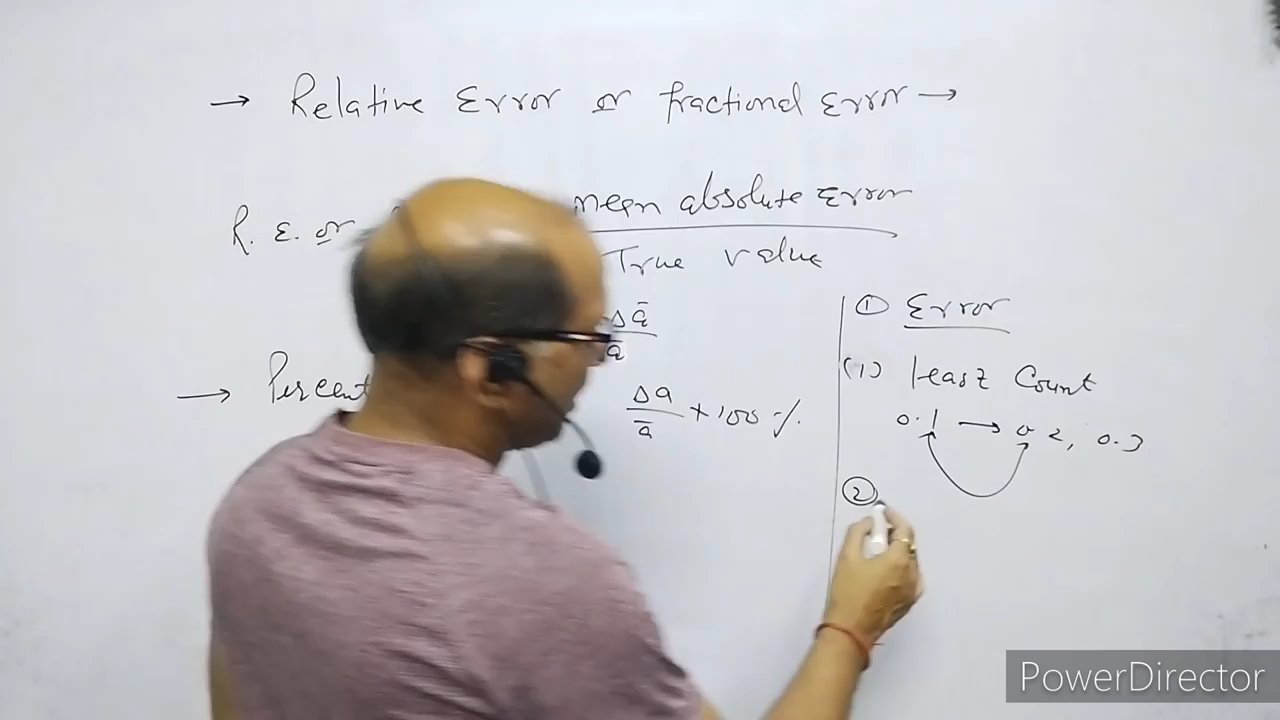 → Relative Error or fractional Error →
R. E. or mean absolute Error
True value
Δā
ā
→ Percent
Δa
ā × 100 %
① Error
(1) Least Count
0.1 → 0.2, 0.3
②
PowerDirector